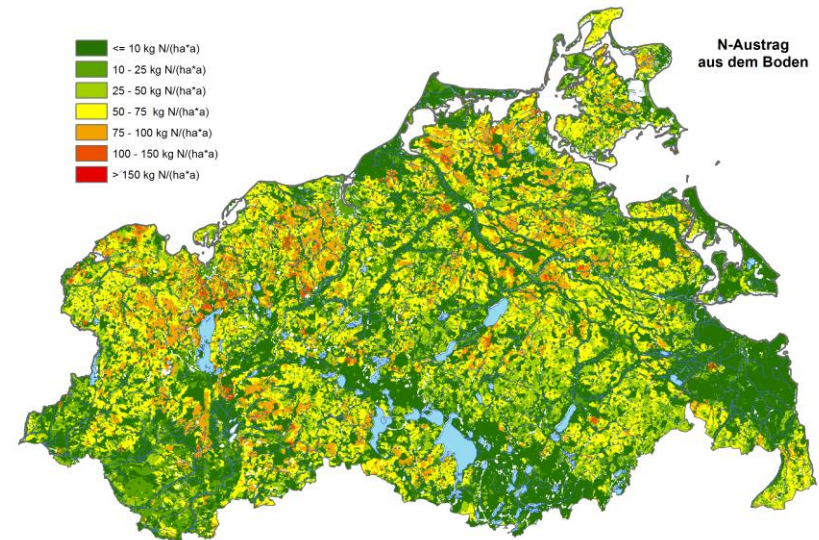 N-Austrag
aus dem Boden
<= 10 kg N/(ha*a)
10 - 25 kg N/(ha*a)
25 - 50 kg N/(ha*a)
50 - 75 kg N/(ha*a)
75 - 100 kg N/(ha*a)
100 - 150 kg N/(ha*a)
> 150 kg N/(ha*a)